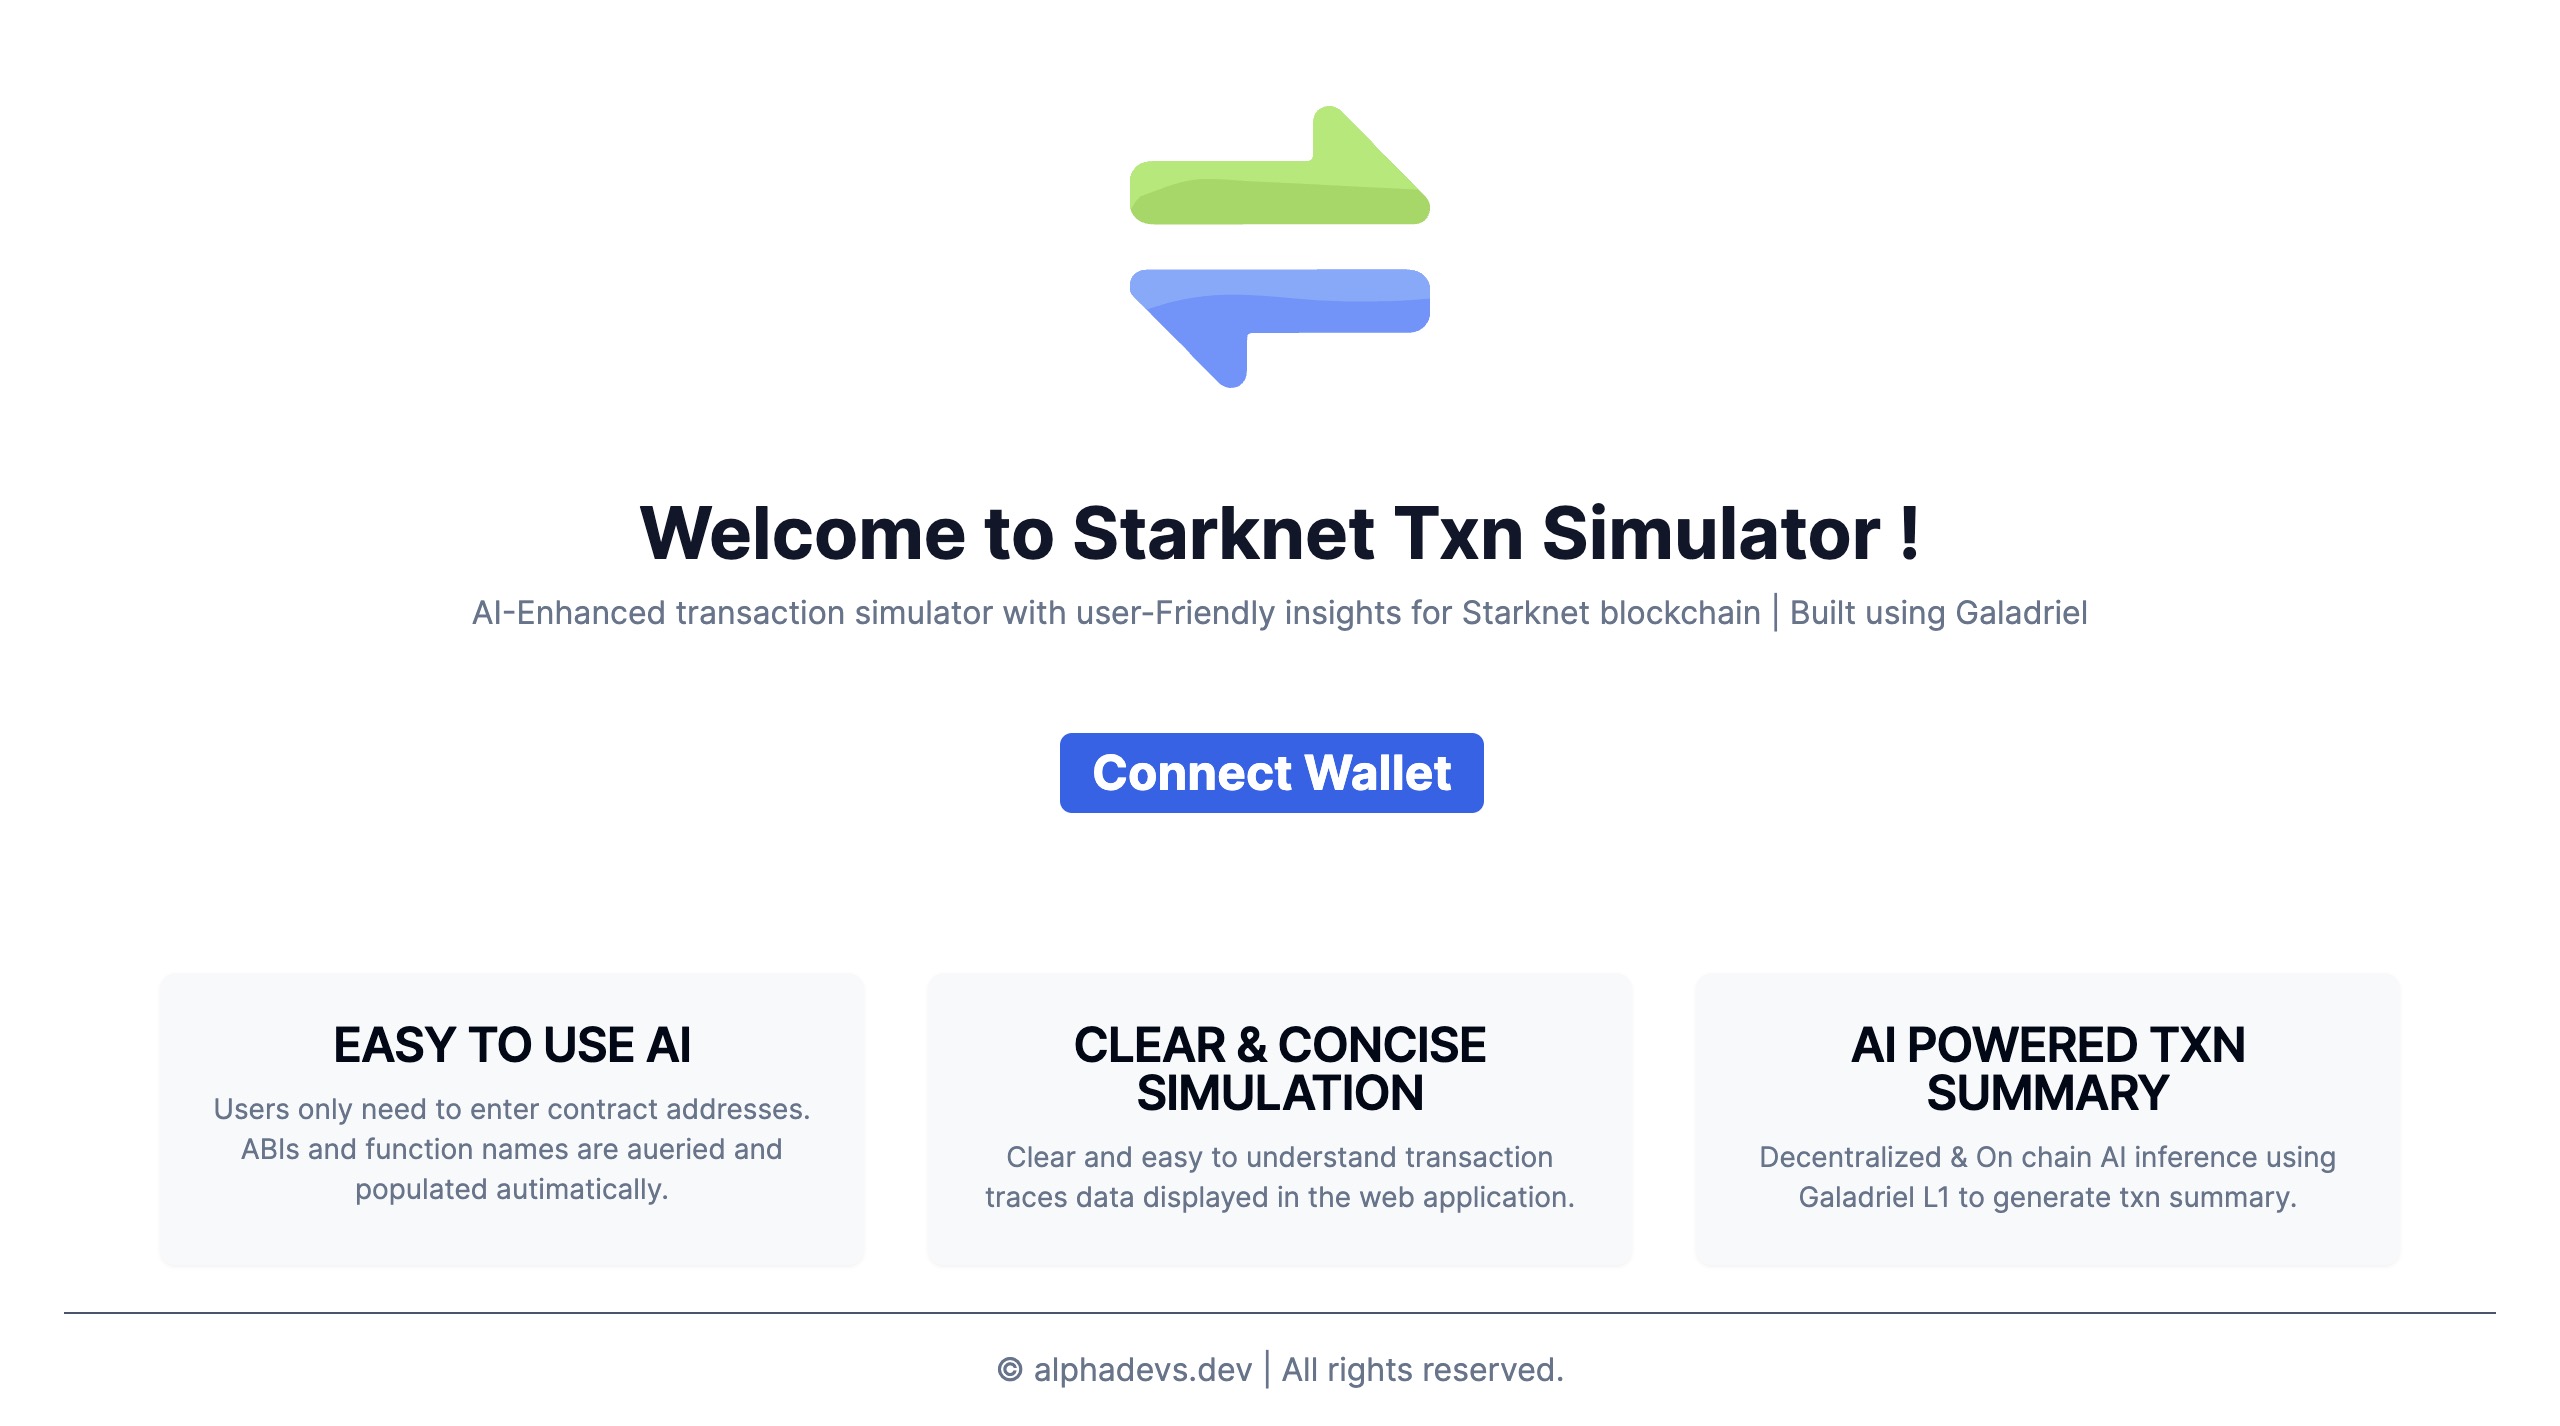 Welcome to Starknet Txn Simulator !
AI-Enhanced transaction simulator with user-Friendly insights for Starknet blockchain | Built using Galadriel
Connect Wallet
EASY TO USE AI
Users only need to enter contract addresses.
ABIs and function names are aueried and
populated autimatically.
CLEAR & CONCISE
SIMULATION
Clear and easy to understand transaction
traces data displayed in the web application.
AI POWERED TXN
SUMMARY
Decentralized & On chain AI inference using
Galadriel L1 to generate txn summary.
© alphadevs.dev | All rights reserved.